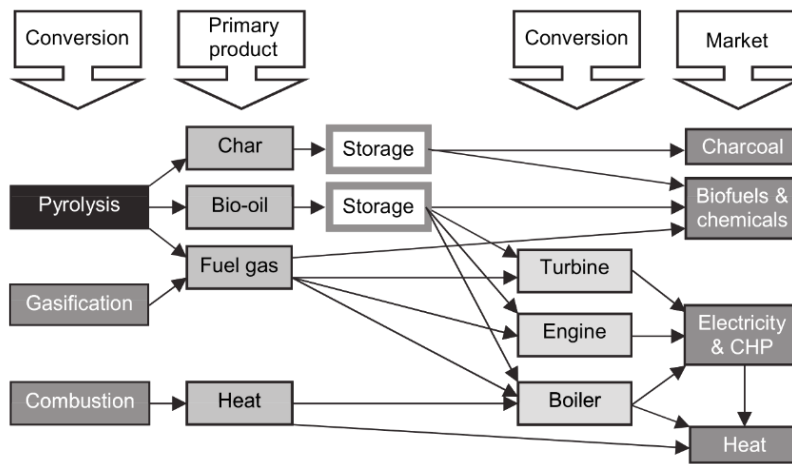 Conversion
Primary
product
Conversion
Market
Char
Storage
Charcoal
Pyrolysis
Bio-oil
Storage
Biofuels &
chemicals
Fuel gas
Turbine
Gasification
Engine
Electricity
& CHP
Combustion
Heat
Boiler
Heat